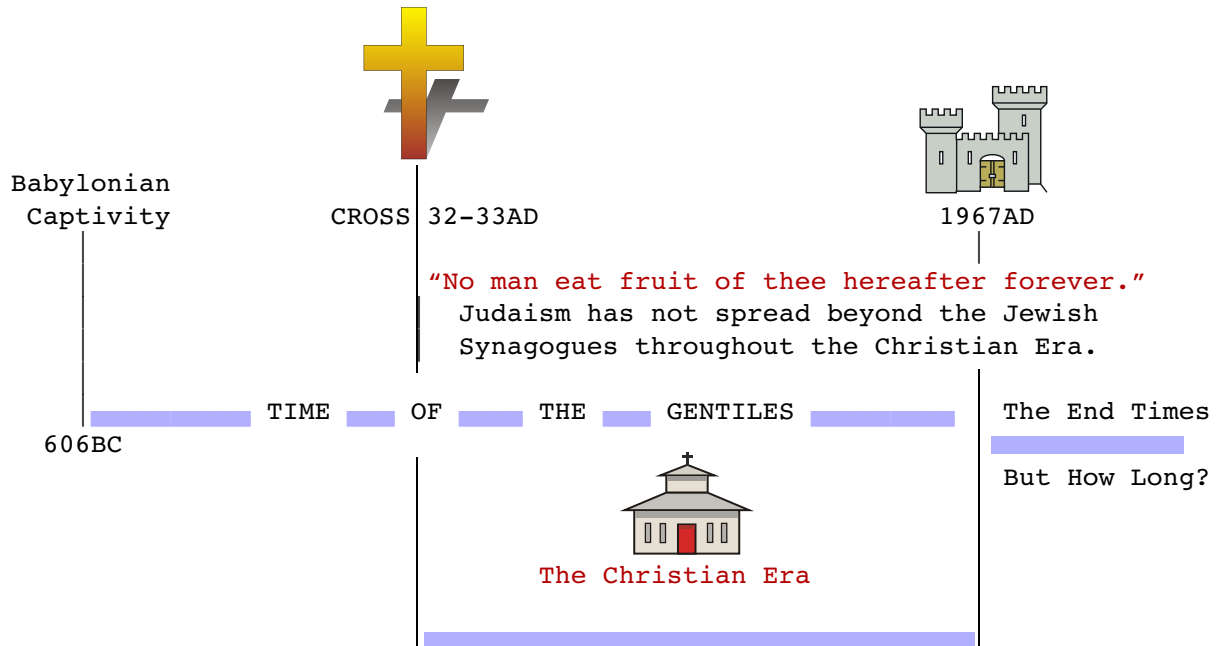 Babylonian
Captivity
CROSS 32-33AD
1967AD
“No man eat fruit of thee hereafter forever.”
Judaism has not spread beyond the Jewish
Synagogues throughout the Christian Era.
TIME OF THE GENTILES
The End Times
606BC
But How Long?
The Christian Era